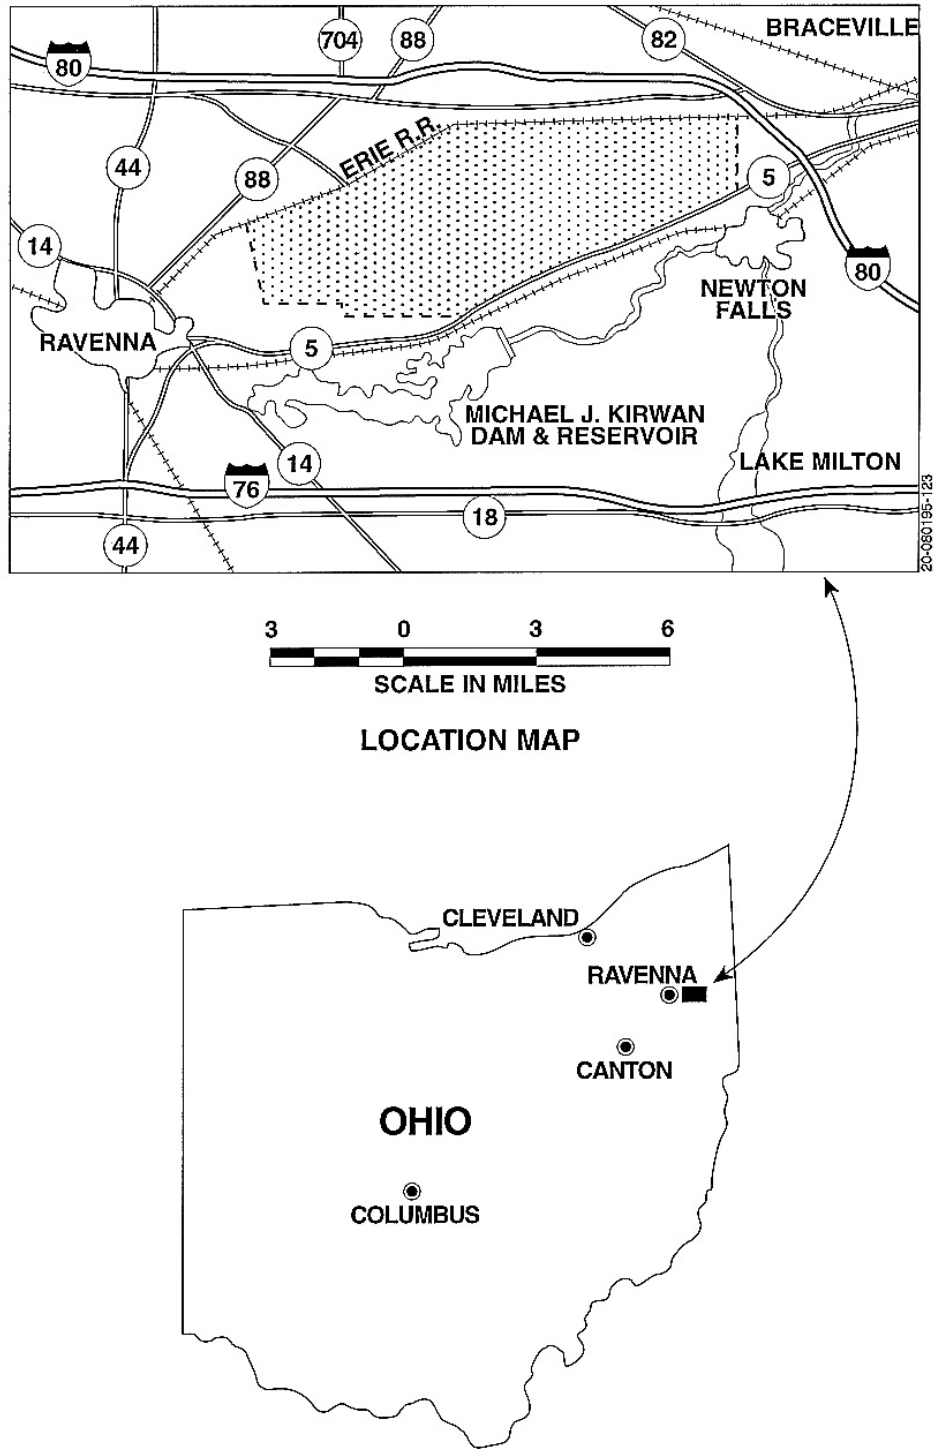 BRACEVILLE
704
88
82
80
ERIE R.R.
44
88
5
14
80
NEWTON
FALLS
RAVENNA
5
MICHAEL J. KIRWAN
DAM & RESERVOIR
14
LAKE MILTON
76
18
44
20-080195-123
3 0 3 6
SCALE IN MILES
LOCATION MAP
CLEVELAND
RAVENNA
CANTON
OHIO
COLUMBUS